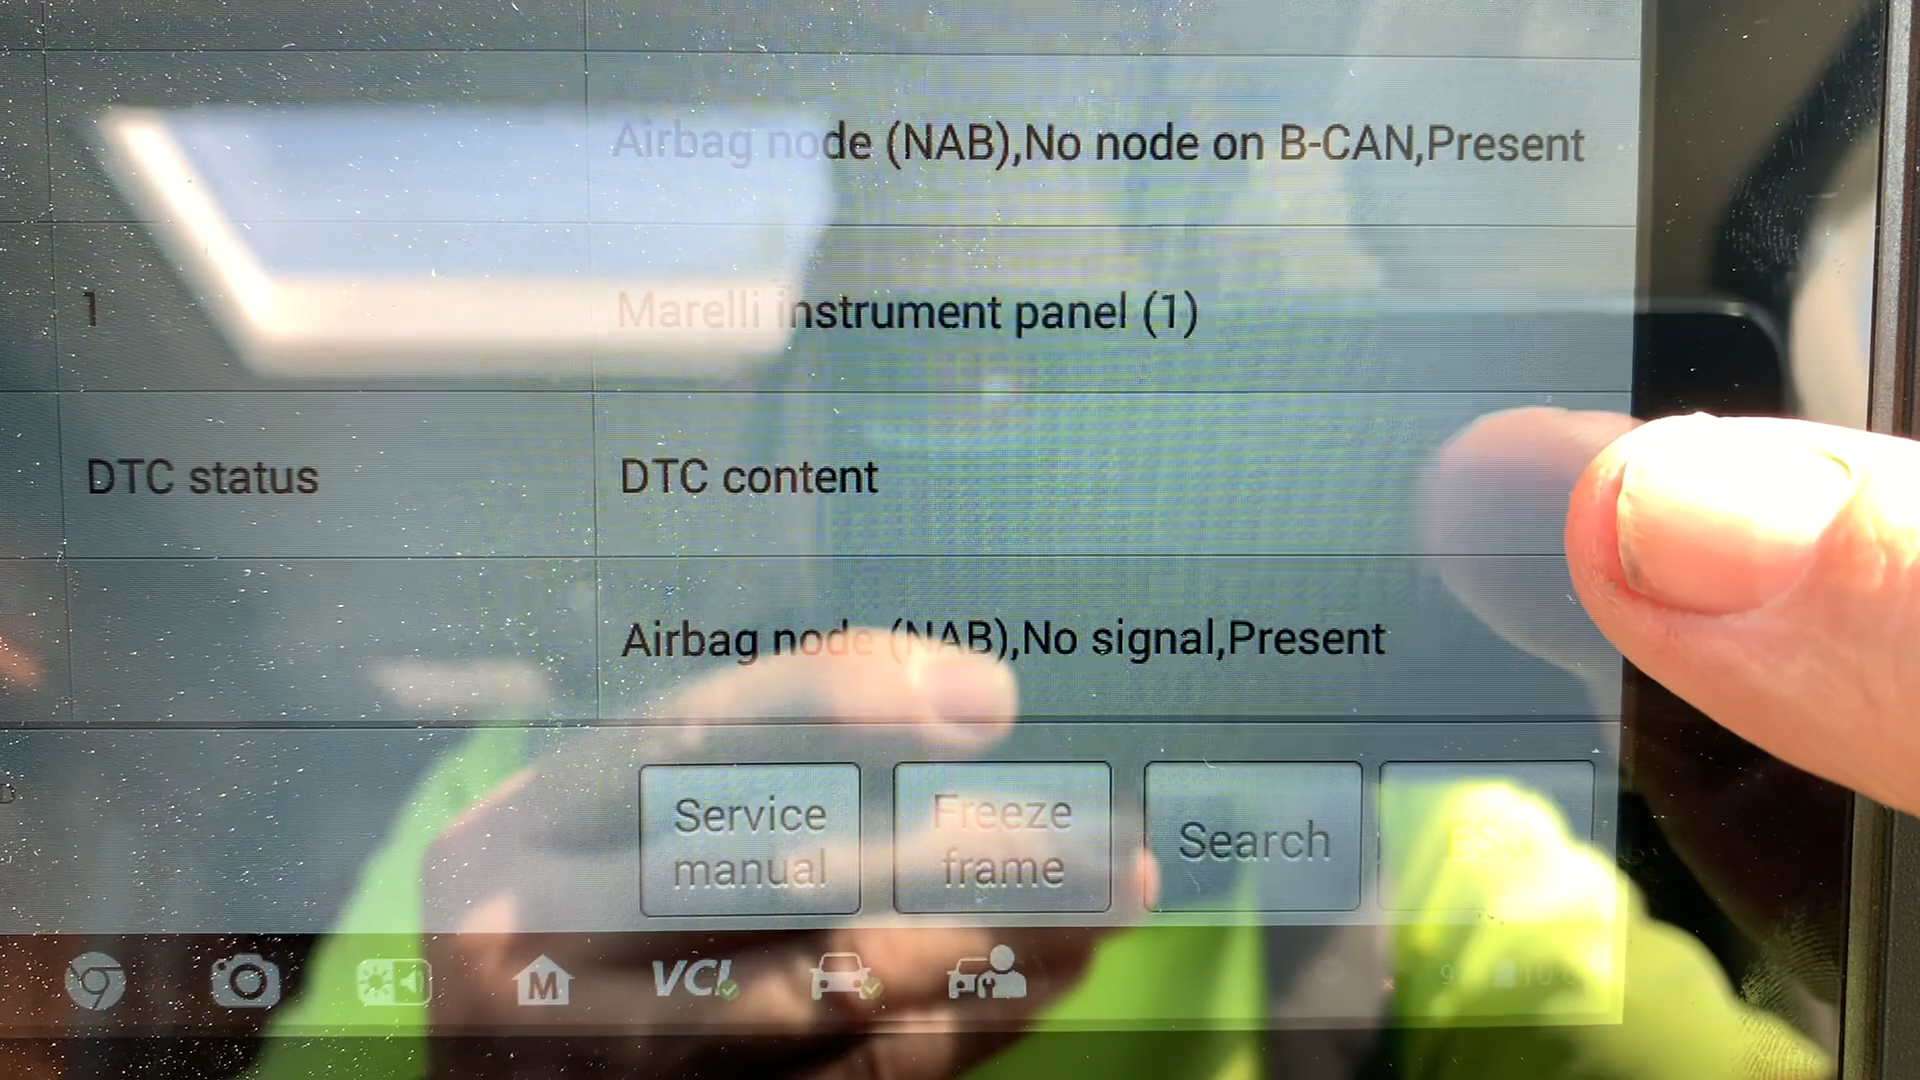 Airbag node (NAB),No node on B-CAN,Present
1
Marelli instrument panel (1)
DTC status
DTC content
Airbag node (NAB),No signal,Present
Service
manual
Freeze
frame
Search
ESC
M
VCI